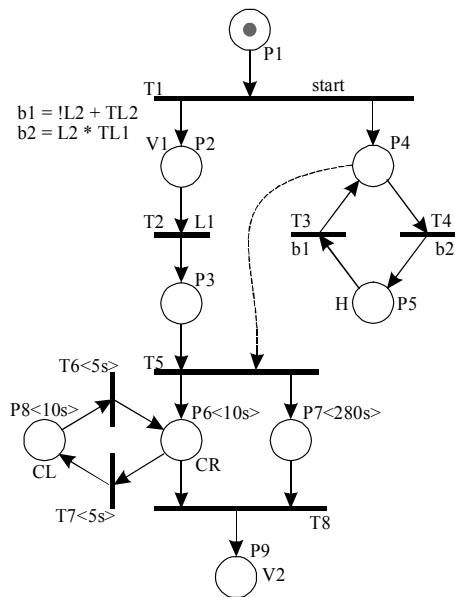 P1
T1 start
b1 = !L2 + TL2
b2 = L2 * TL1
V1 P2
P4
T2 L1
T3 T4
b1 b2
P3
H P5
T5
T6<5s>
P8<10s> P6<10s> P7<280s>
CL CR
T7<5s>
T8
P9
V2